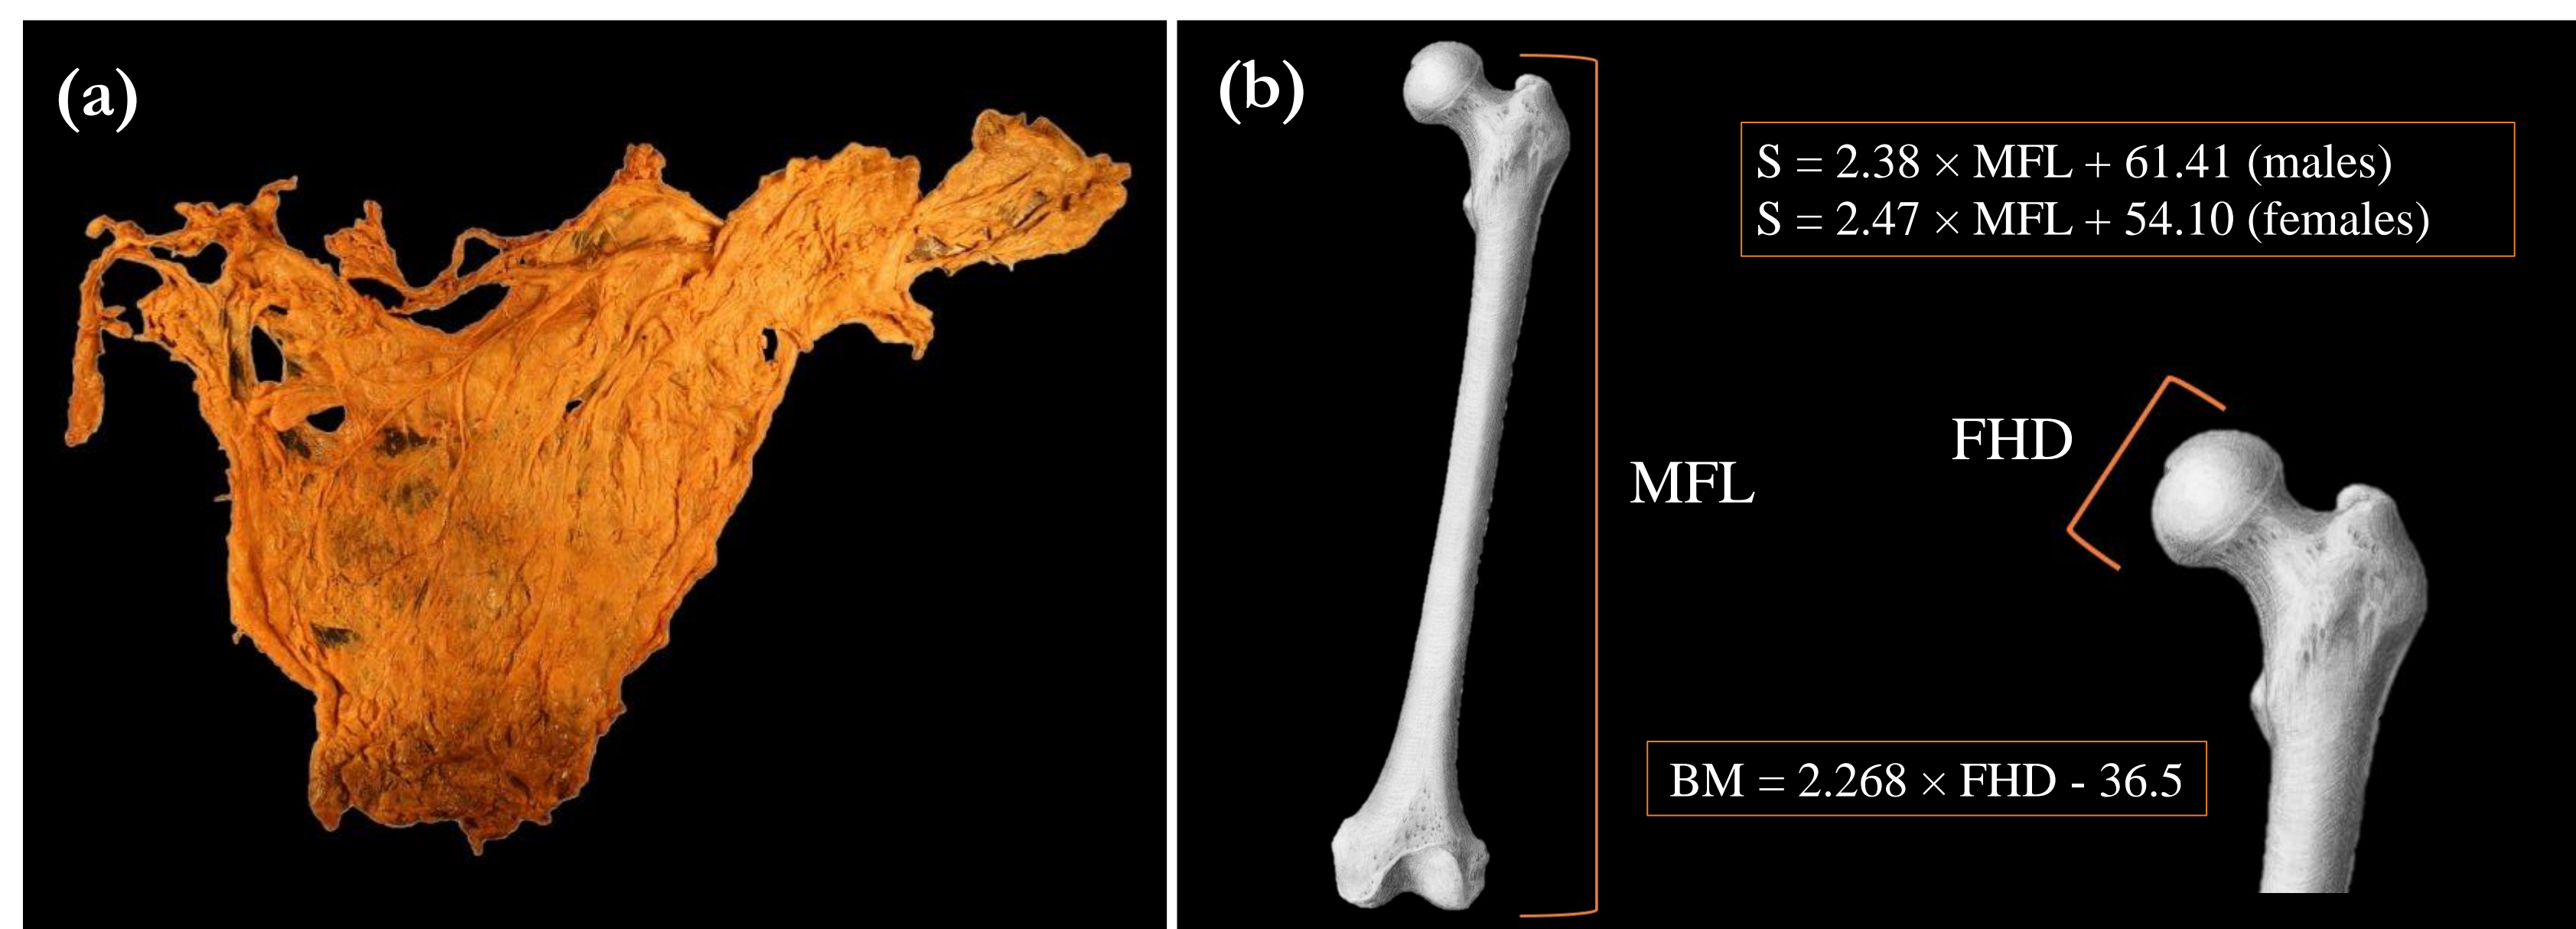 (a)
(b)
S = 2.38 × MFL + 61.41 (males)
S = 2.47 × MFL + 54.10 (females)
FHD
MFL
BM = 2.268 × FHD - 36.5